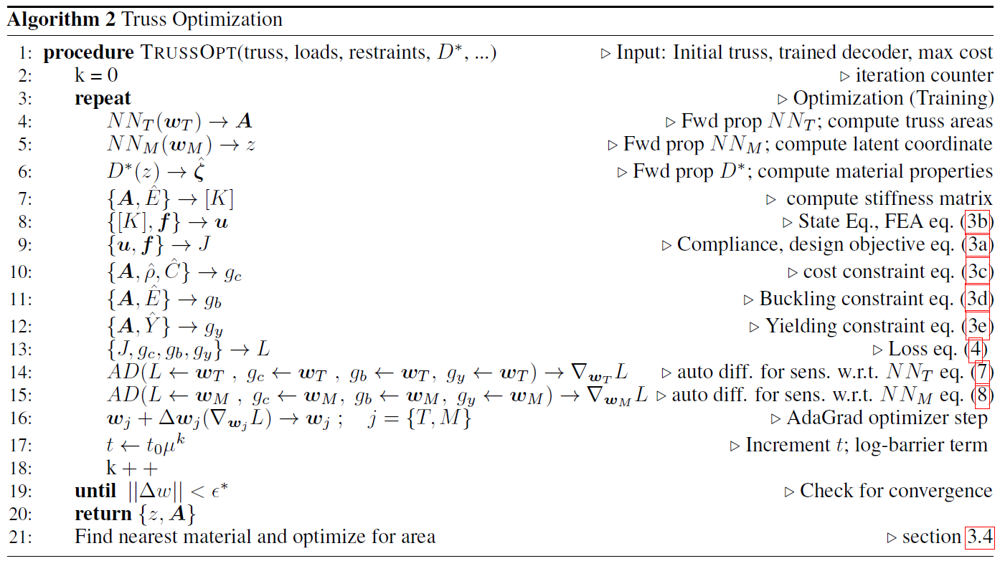 Algorithm 2 Truss Optimization
1: procedure TRUSSOPT(truss, loads, restraints, D*, ...) ▷ Input: Initial truss, trained decoder, max cost
2: k = 0 ▷ iteration counter
3: repeat ▷ Optimization (Training)
4: NN_T(w_T) → A ▷ Fwd prop NN_T; compute truss areas
5: NN_M(w_M) → z ▷ Fwd prop NN_M; compute latent coordinate
6: D*(z) → ζ̂ ▷ Fwd prop D*; compute material properties
7: {A, Ê} → [K] ▷ compute stiffness matrix
8: {[K], f} → u ▷ State Eq., FEA eq. (3b)
9: {u, f} → J ▷ Compliance, design objective eq. (3a)
10: {A, ρ̂, Ĉ} → g_c ▷ cost constraint eq. (3c)
11: {A, Ê} → g_b ▷ Buckling constraint eq. (3d)
12: {A, Ŷ} → g_y ▷ Yielding constraint eq. (3e)
13: {J, g_c, g_b, g_y} → L ▷ Loss eq. (4)
14: AD(L ← w_T , g_c ← w_T , g_b ← w_T, g_y ← w_T) → ∇_{w_T} L ▷ auto diff. for sens. w.r.t. NN_T eq. (7)
15: AD(L ← w_M , g_c ← w_M, g_b ← w_M, g_y ← w_M) → ∇_{w_M} L ▷ auto diff. for sens. w.r.t. NN_M eq. (8)
16: w_j + Δw_j(∇_{w_j} L) → w_j ; j = {T, M} ▷ AdaGrad optimizer step
17: t ← t_0 μ^k ▷ Increment t; log-barrier term
18: k + +
19: until ||Δw|| < ϵ* ▷ Check for convergence
20: return {z, A}
21: Find nearest material and optimize for area ▷ section 3.4